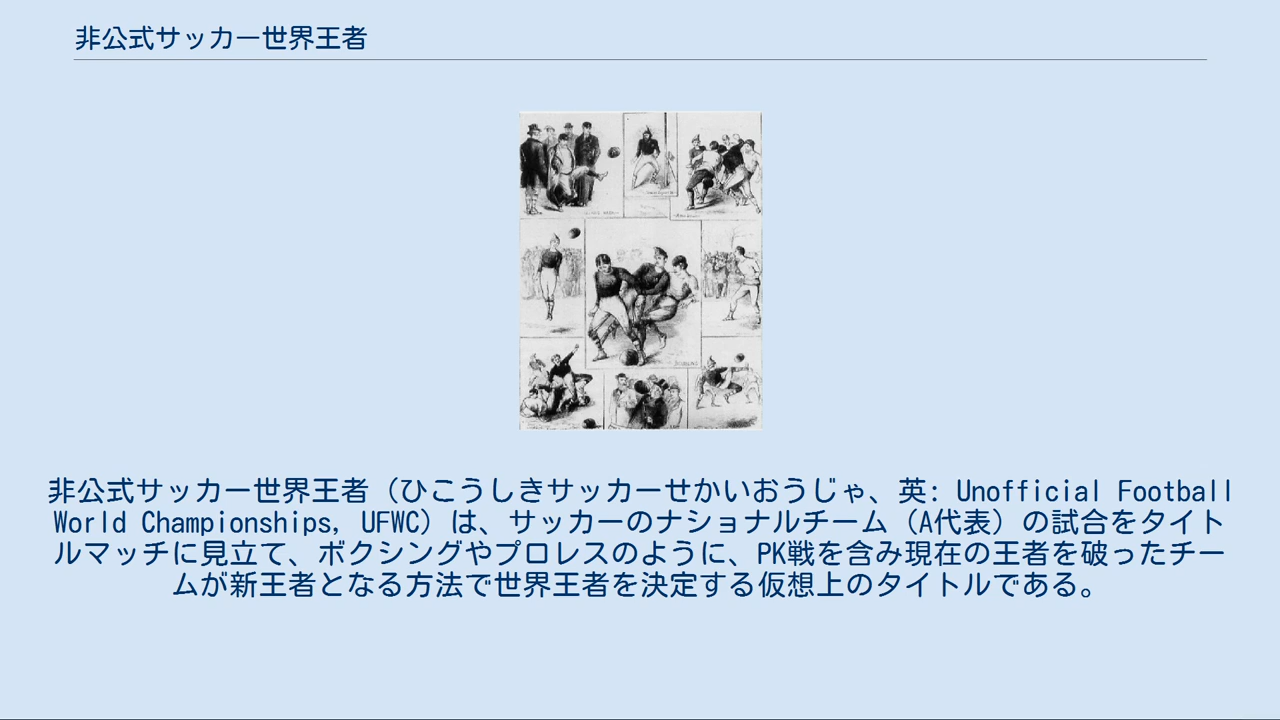 非公式サッカー世界王者
非公式サッカー世界王者（ひこうしきサッカーせかいおうじゃ、英: Unofficial Football
World Championships, UFWC）は、サッカーのナショナルチーム（A代表）の試合をタイト
ルマッチに見立て、ボクシングやプロレスのように、PK戦を含み現在の王者を破ったチー
ムが新王者となる方法で世界王者を決定する仮想上のタイトルである。